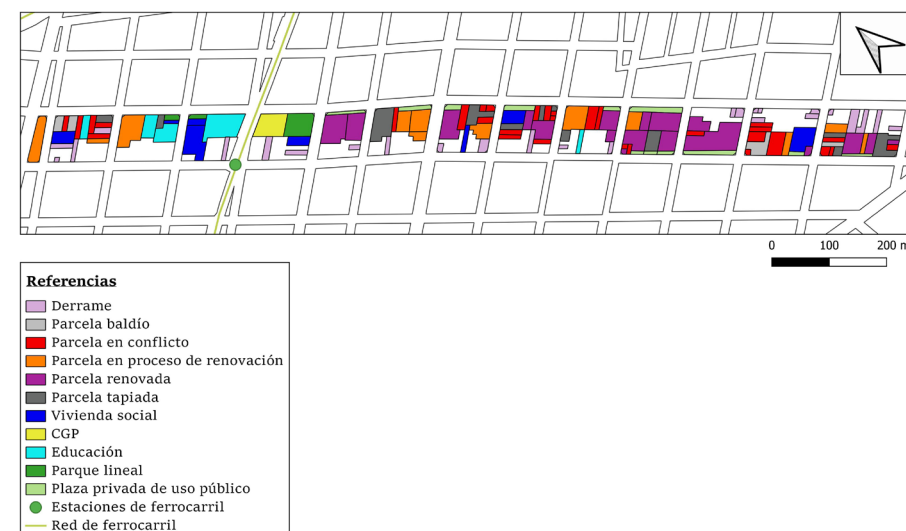 0 100 200 m
Referencias
Derrame
Parcela baldío
Parcela en conflicto
Parcela en proceso de renovación
Parcela renovada
Parcela tapiada
Vivienda social
CGP
Educación
Parque lineal
Plaza privada de uso público
Estaciones de ferrocarril
Red de ferrocarril